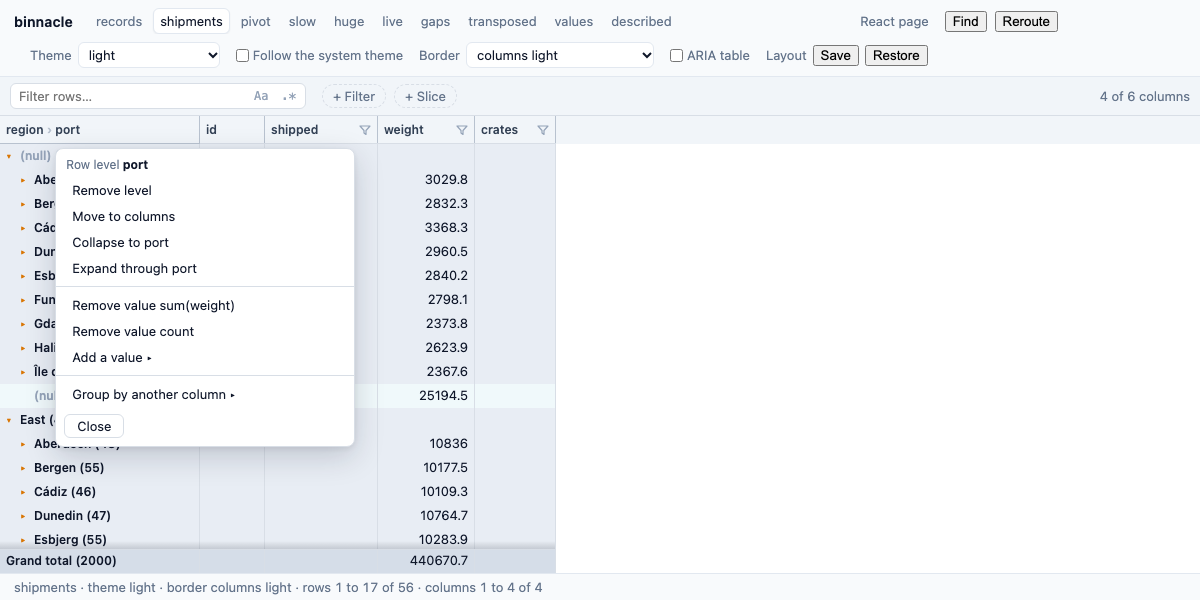 binnacle records shipments pivot slow huge live gaps transposed values described React page Find Reroute
Theme light Follow the system theme Border columns light ARIA table Layout Save Restore
Filter rows... Aa .* + Filter + Slice 4 of 6 columns
region › port id shipped weight crates
(null)
Row level port
Remove level
Move to columns
Collapse to port
Expand through port
Remove value sum(weight)
Remove value count
Add a value ▸
Group by another column ▸
Close
3029.8
2832.3
3368.3
2960.5
2840.2
2798.1
2373.8
2623.9
2367.6
25194.5
East
10836
Bergen (55) 10177.5
Cádiz (46) 10109.3
Dunedin (47) 10764.7
Esbjerg (55) 10283.9
Grand total (2000) 440670.7
shipments · theme light · border columns light · rows 1 to 17 of 56 · columns 1 to 4 of 4